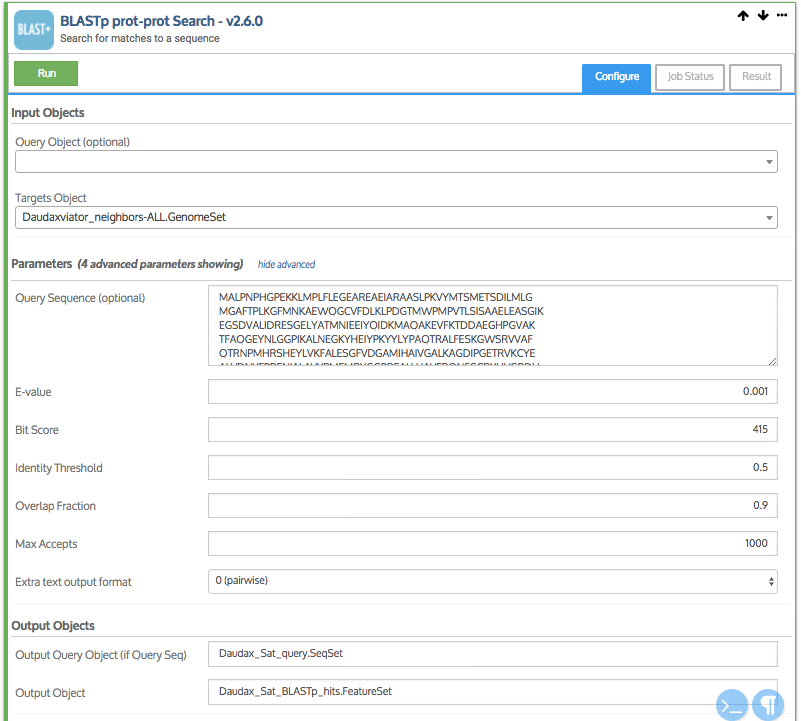 BLAST+
BLASTp prot-prot Search - v2.6.0
Search for matches to a sequence
Run
Configure
Job Status
Result
Input Objects
Query Object (optional)
Targets Object
Daudaxviator_neighbors-ALL.GenomeSet
Parameters (4 advanced parameters showing) hide advanced
Query Sequence (optional)
MALPNPHGPEKKLMPLFLEGEAREAEIARAASLPKVYMTSMETSDILMLG
MGAFTPLKGFMNKAEWQGCVFDLKLPDGTMWPMPVTLSISAAELEASGIK
EGSDVALIDRESGELYATMNIEEIYQIDKMAQAKEVFKTDDAEGHPGVAK
TFAQGEYNLGGPIKALNEGKYHEIYPKYYLYPAQTRALFESKGWSRVVAF
QTRNPMHRSHEYLVKFALESGFVDGAMIHAIVGALKAGDIPGETRVKCYE
E-value
0.001
Bit Score
415
Identity Threshold
0.5
Overlap Fraction
0.9
Max Accepts
1000
Extra text output format
0 (pairwise)
Output Objects
Output Query Object (if Query Seq)
Daudax_Sat_query.SeqSet
Output Object
Daudax_Sat_BLASTp_hits.FeatureSet